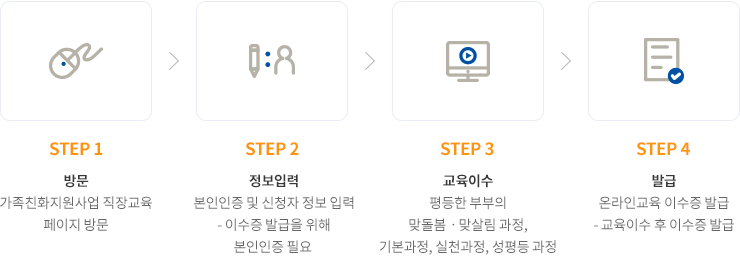 STEP 1
방문
가족친화지원사업 직장교육
페이지 방문
STEP 2
정보입력
본인인증 및 신청자 정보 입력
- 이수증 발급을 위해
본인인증 필요
STEP 3
교육이수
평등한 부부의
맞돌봄ㆍ맞살림 과정,
기본과정, 실천과정, 성평등 과정
STEP 4
발급
온라인교육 이수증 발급
- 교육이수 후 이수증 발급